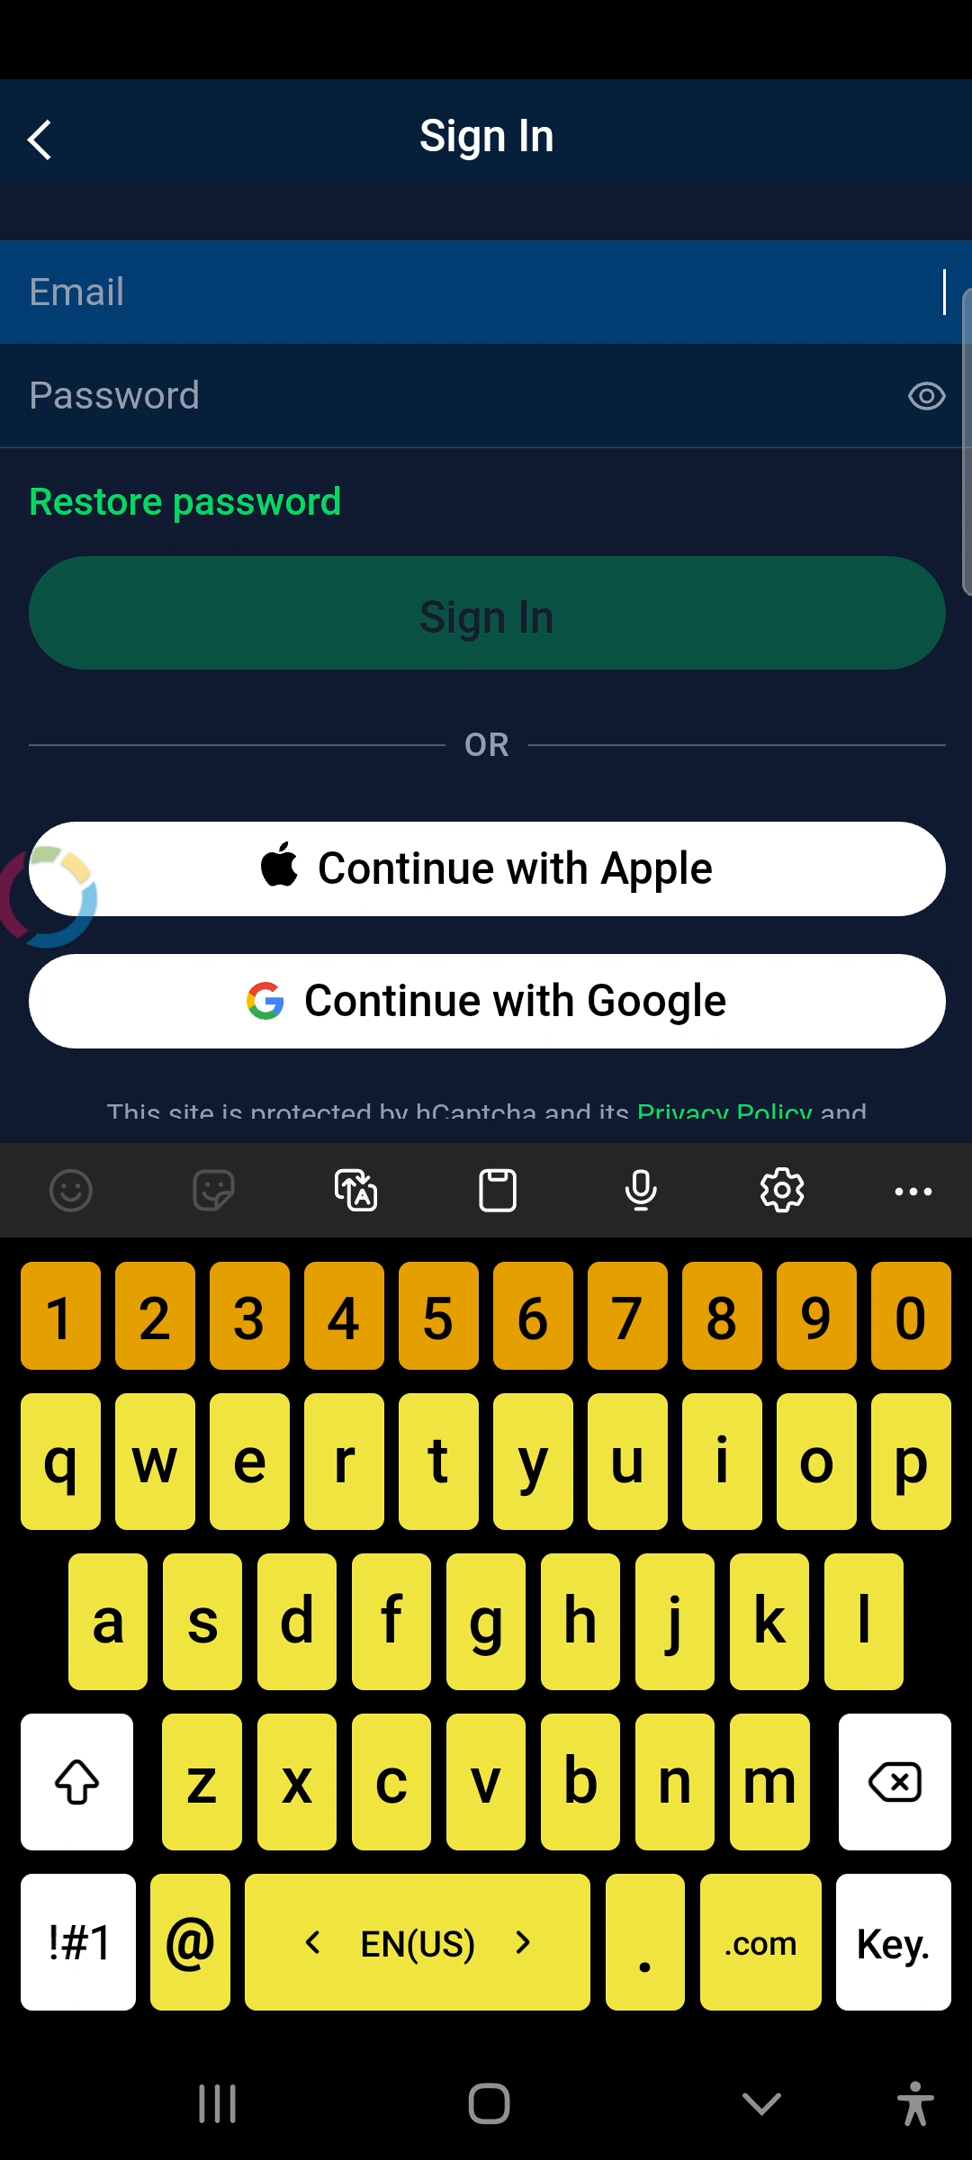 Sign In
Email
Password
Restore password
Sign In
OR
Continue with Apple
Continue with Google
This site is protected by hCaptcha and its Privacy Policy and
1 2 3 4 5 6 7 8 9 0
q w e r t y u i o p
a s d f g h j k l
z x c v b n m
!#1 @ EN(US) . .com Key.